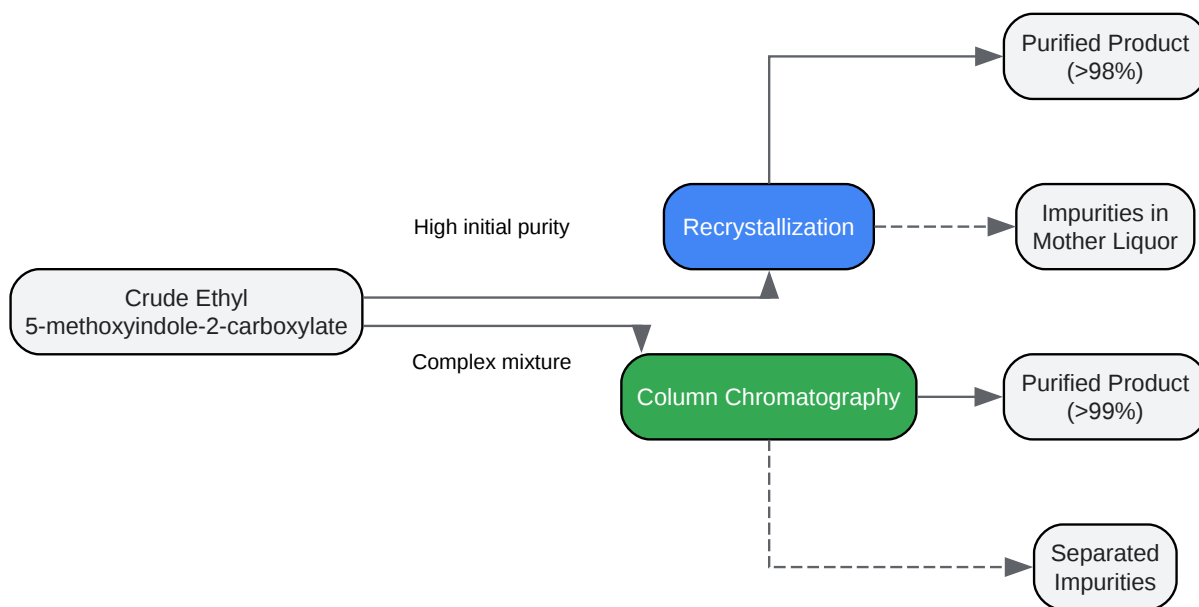 Purified Product
(>98%)
High initial purity
Recrystallization
Impurities in
Mother Liquor
Crude Ethyl
5-methoxyindole-2-carboxylate
Complex mixture
Column Chromatography
Purified Product
(>99%)
Separated
Impurities